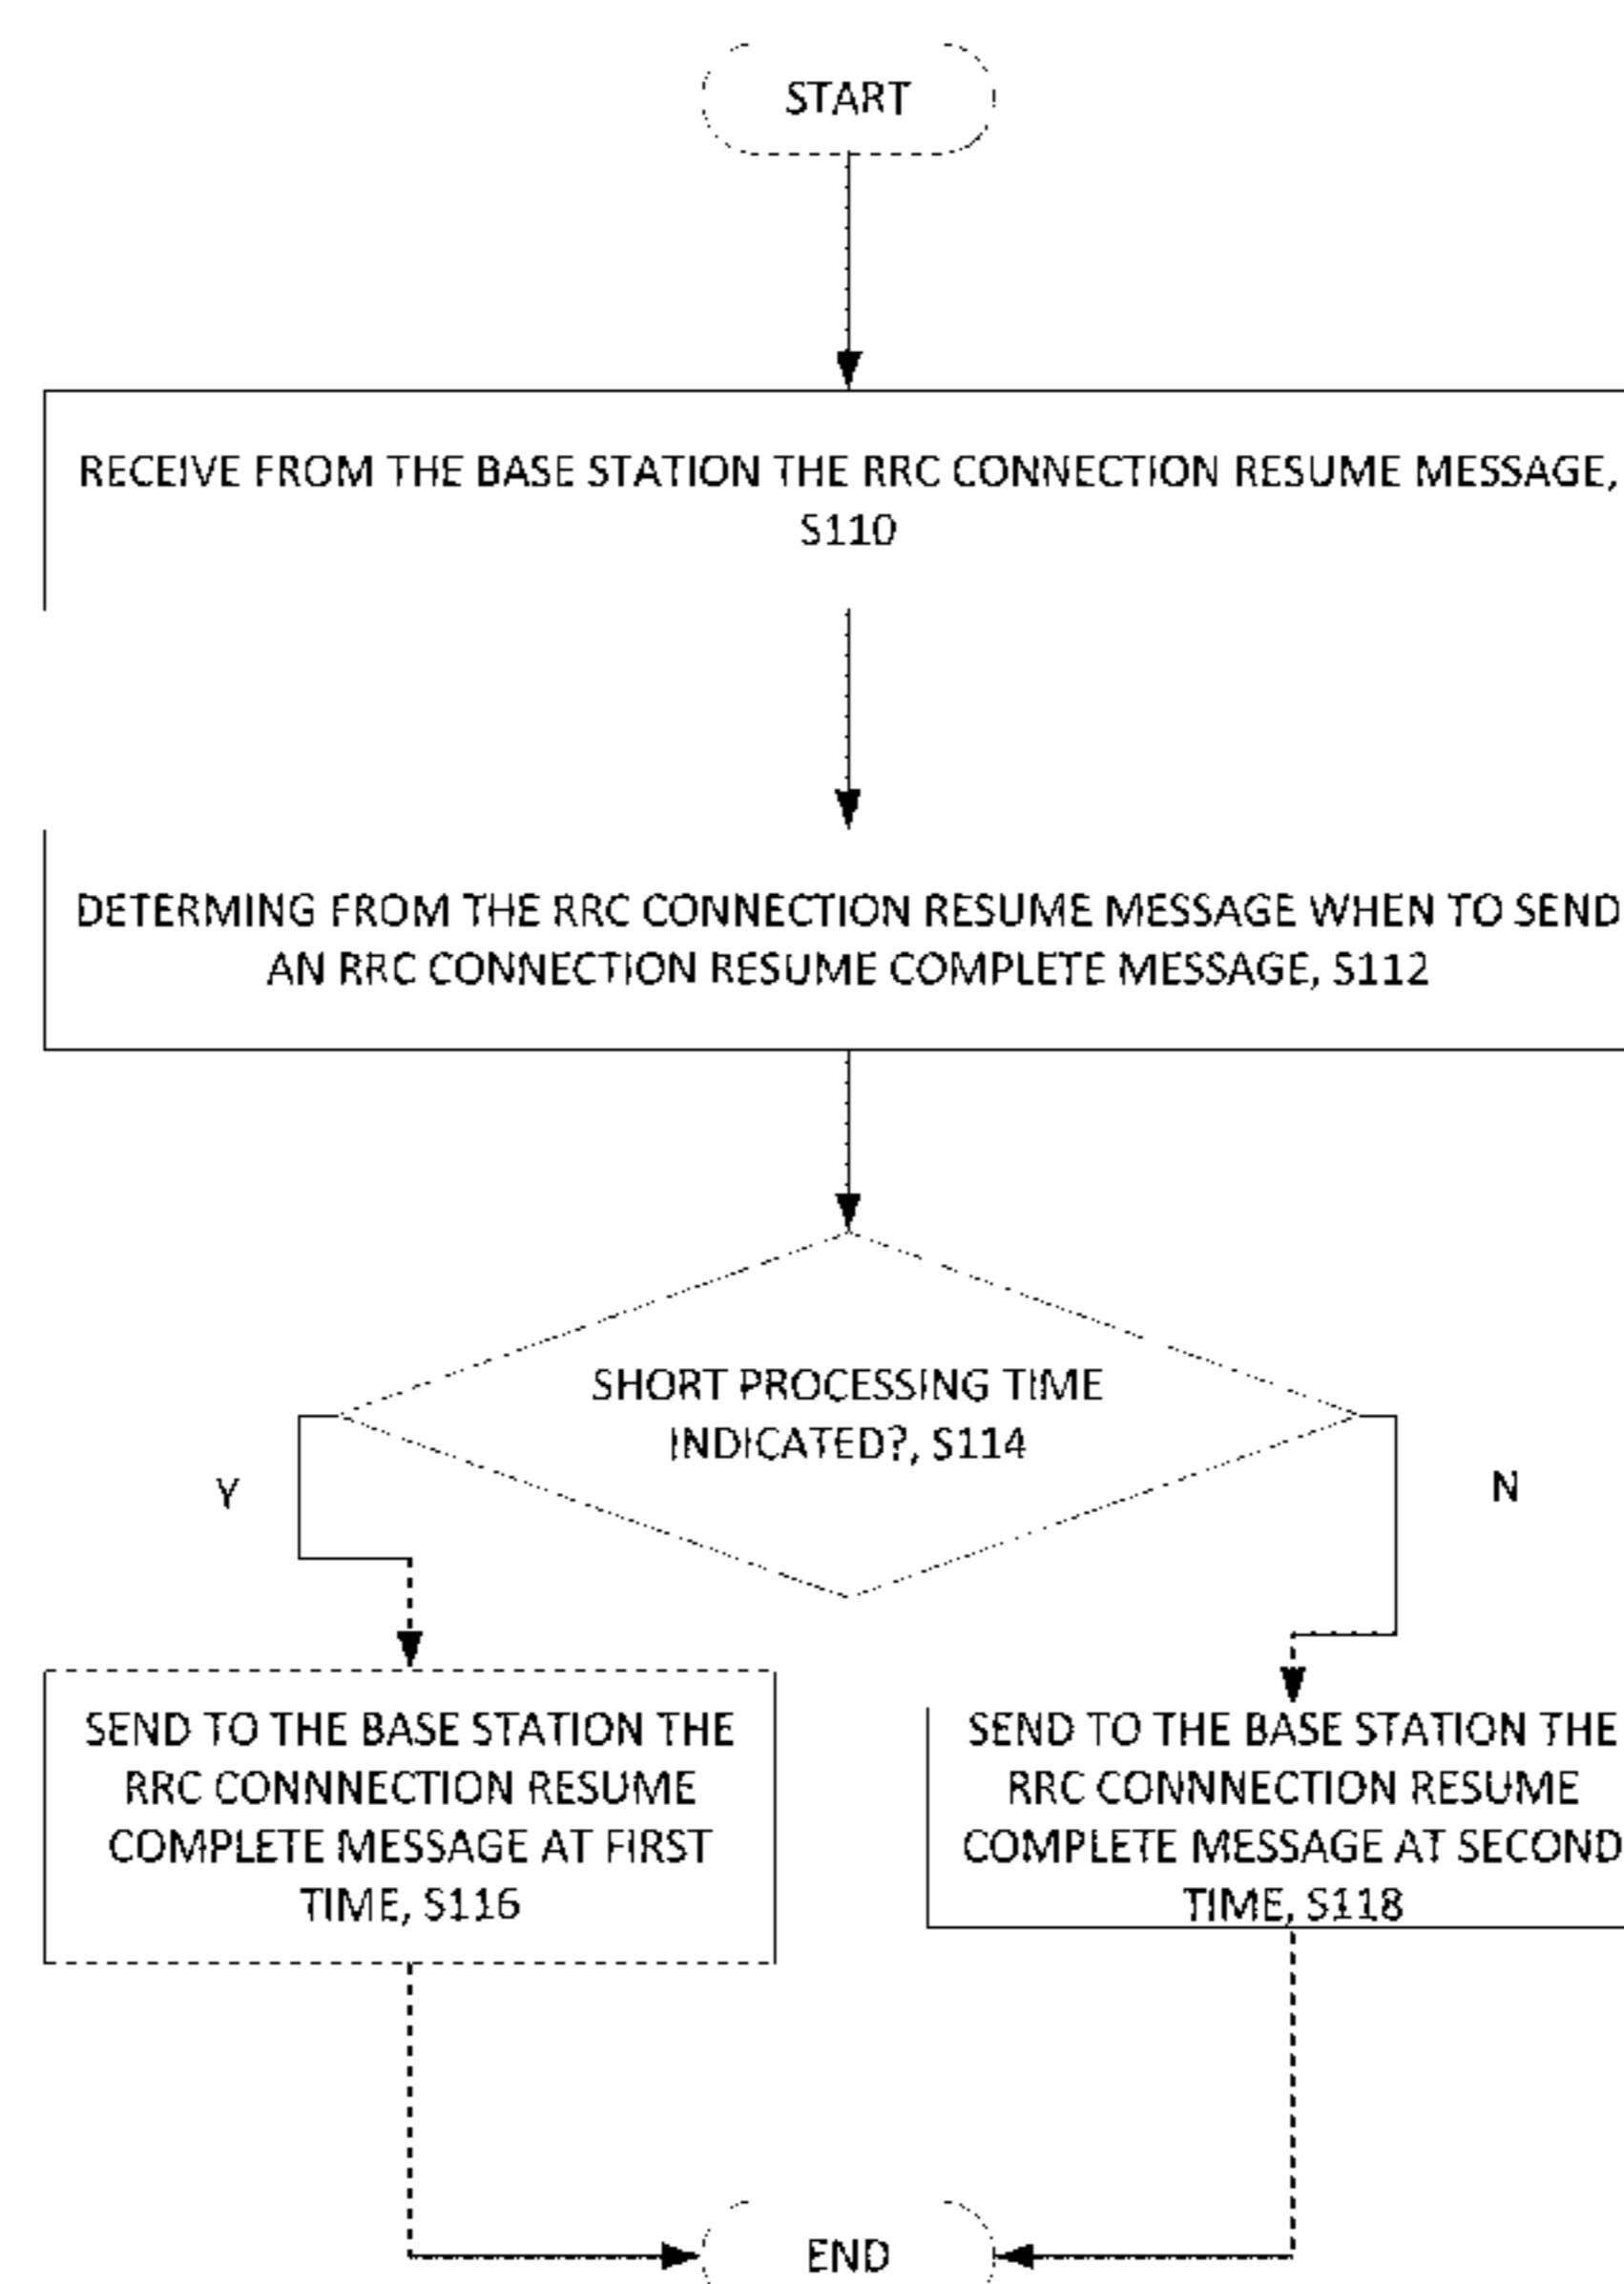 START
RECEIVE FROM THE BASE STATION THE RRC CONNECTION RESUME MESSAGE,
S110
DETERMING FROM THE RRC CONNECTION RESUME MESSAGE WHEN TO SEND
AN RRC CONNECTION RESUME COMPLETE MESSAGE, S112
SHORT PROCESSING TIME
INDICATED?, S114
Y
N
SEND TO THE BASE STATION THE
RRC CONNNECTION RESUME
COMPLETE MESSAGE AT FIRST
TIME, S116
SEND TO THE BASE STATION THE
RRC CONNNECTION RESUME
COMPLETE MESSAGE AT SECOND
TIME, S118
END